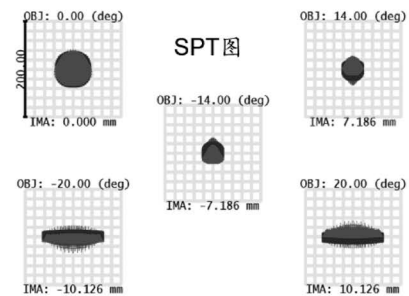 OBJ: 0.00 (deg)
200.00
IMA: 0.000 mm
SPT图
OBJ: 14.00 (deg)
IMA: 7.186 mm
OBJ: -14.00 (deg)
IMA: -7.186 mm
OBJ: -20.00 (deg)
IMA: -10.126 mm
OBJ: 20.00 (deg)
IMA: 10.126 mm